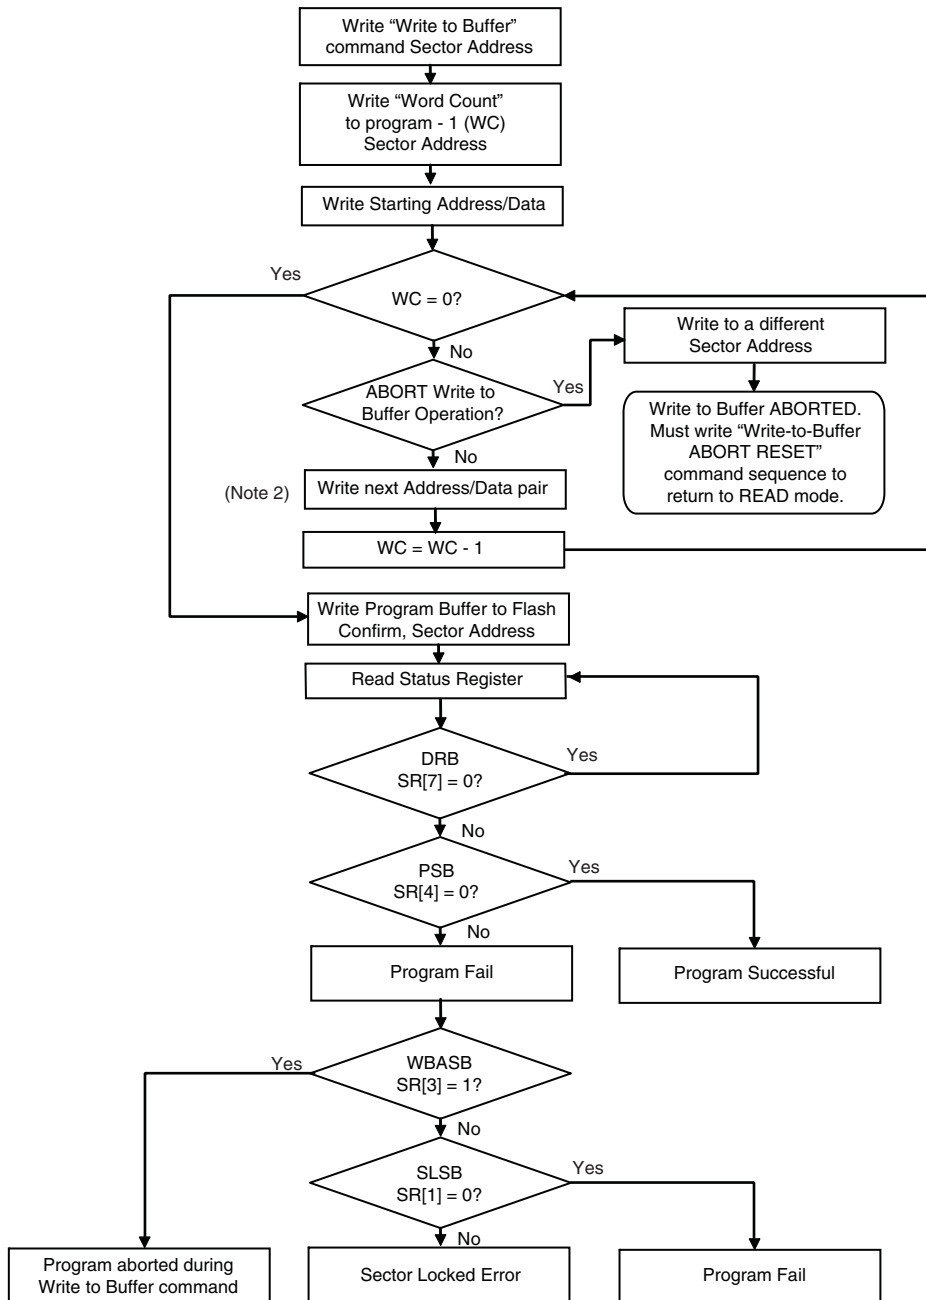 Write “Write to Buffer”
command Sector Address
Write “Word Count”
to program - 1 (WC)
Sector Address
Write Starting Address/Data
Yes
WC = 0?
No
Write to a different
Sector Address
ABORT Write to
Buffer Operation?
Yes
No
Write to Buffer ABORTED.
Must write “Write-to-Buffer
ABORT RESET”
command sequence to
return to READ mode.
(Note 2)
Write next Address/Data pair
WC = WC - 1
Write Program Buffer to Flash
Confirm, Sector Address
Read Status Register
DRB
SR[7] = 0?
Yes
No
PSB
SR[4] = 0?
Yes
No
Program Fail
Program Successful
Yes
WBASB
SR[3] = 1?
No
SLSB
SR[1] = 0?
Yes
No
Program aborted during
Write to Buffer command
Sector Locked Error
Program Fail